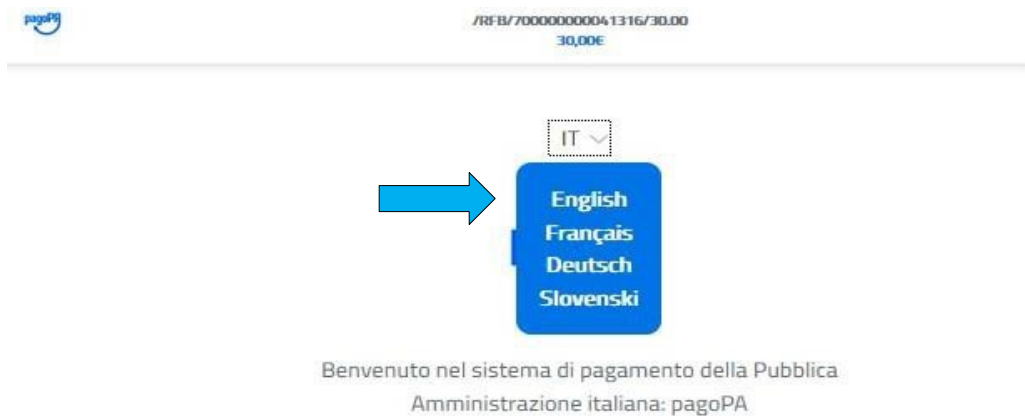 pagoPA
/RFB/700000000041316/30.00
30,00€
IT
English
Français
Deutsch
Slovenski
Benvenuto nel sistema di pagamento della Pubblica
Amministrazione italiana: pagoPA